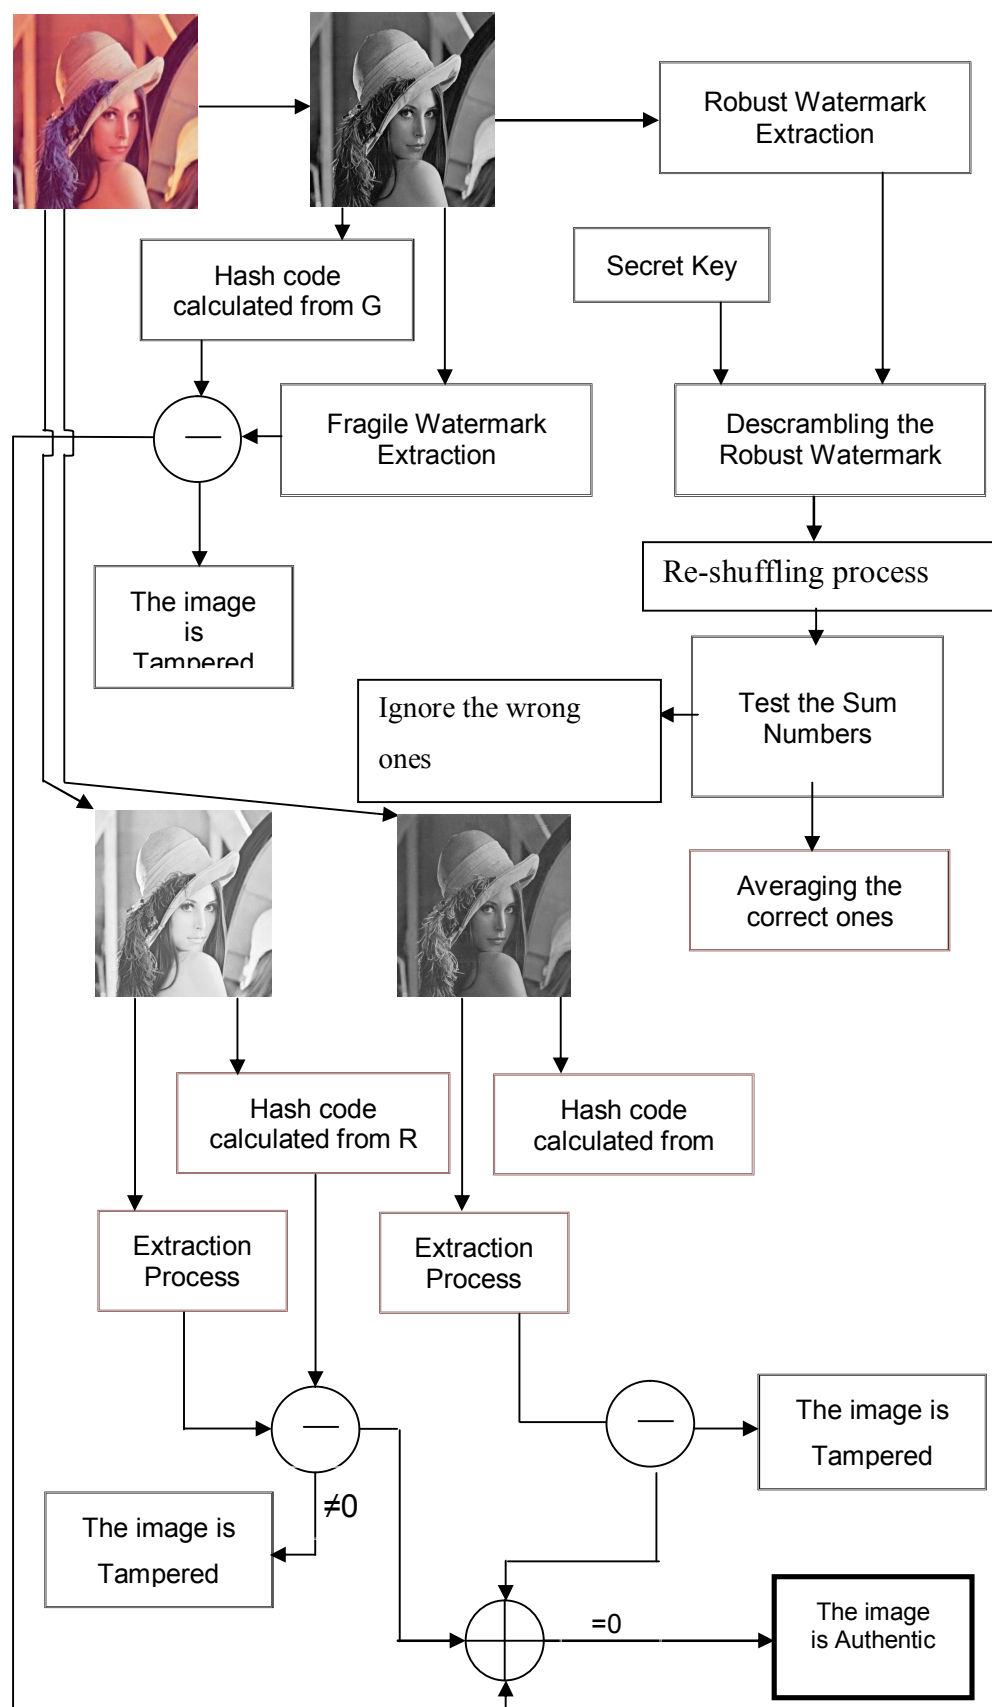 Robust Watermark
Extraction
Hash code
calculated from G
Secret Key
Fragile Watermark
Extraction
Descrambling the
Robust Watermark
Re-shuffling process
The image
is
Tampered
Ignore the wrong
ones
Test the Sum
Numbers
Averaging the
correct ones
Hash code
calculated from R
Hash code
calculated from
Extraction
Process
Extraction
Process
The image is
Tampered
≠0
The image is
Tampered
=0
The image
is Authentic